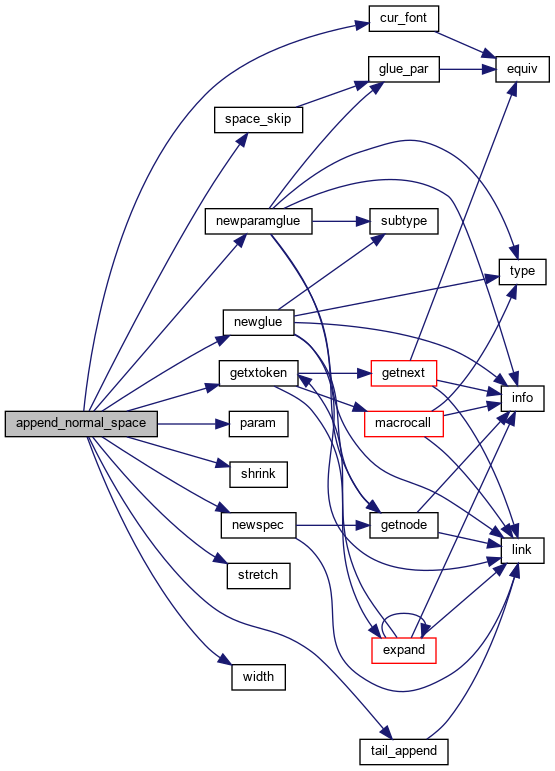 cur_font
glue_par
equiv
space_skip
newparamglue
subtype
type
newglue
getxtoken
getnext
info
append_normal_space
param
macrocall
shrink
newspec
getnode
link
stretch
expand
width
tail_append